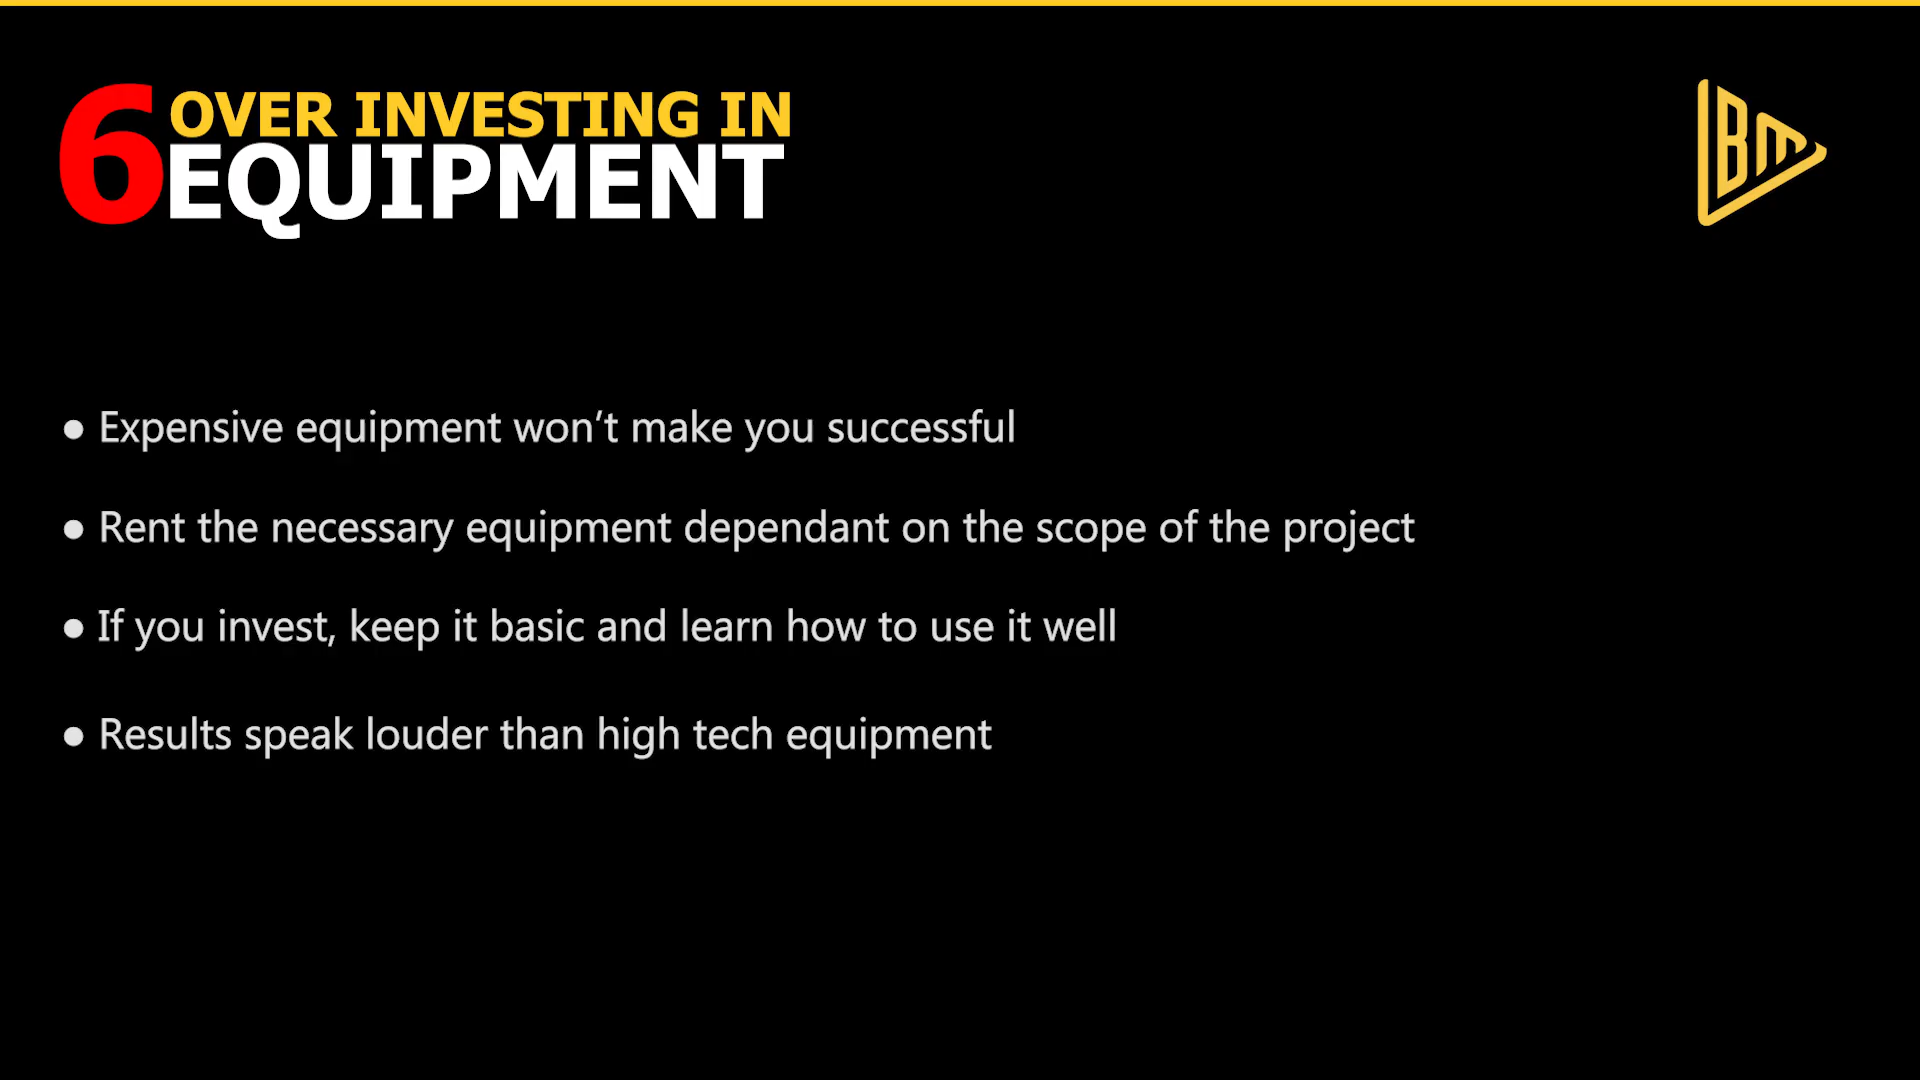 6 OVER INVESTING IN
EQUIPMENT
BM
● Expensive equipment won’t make you successful
● Rent the necessary equipment dependant on the scope of the project
● If you invest, keep it basic and learn how to use it well
● Results speak louder than high tech equipment